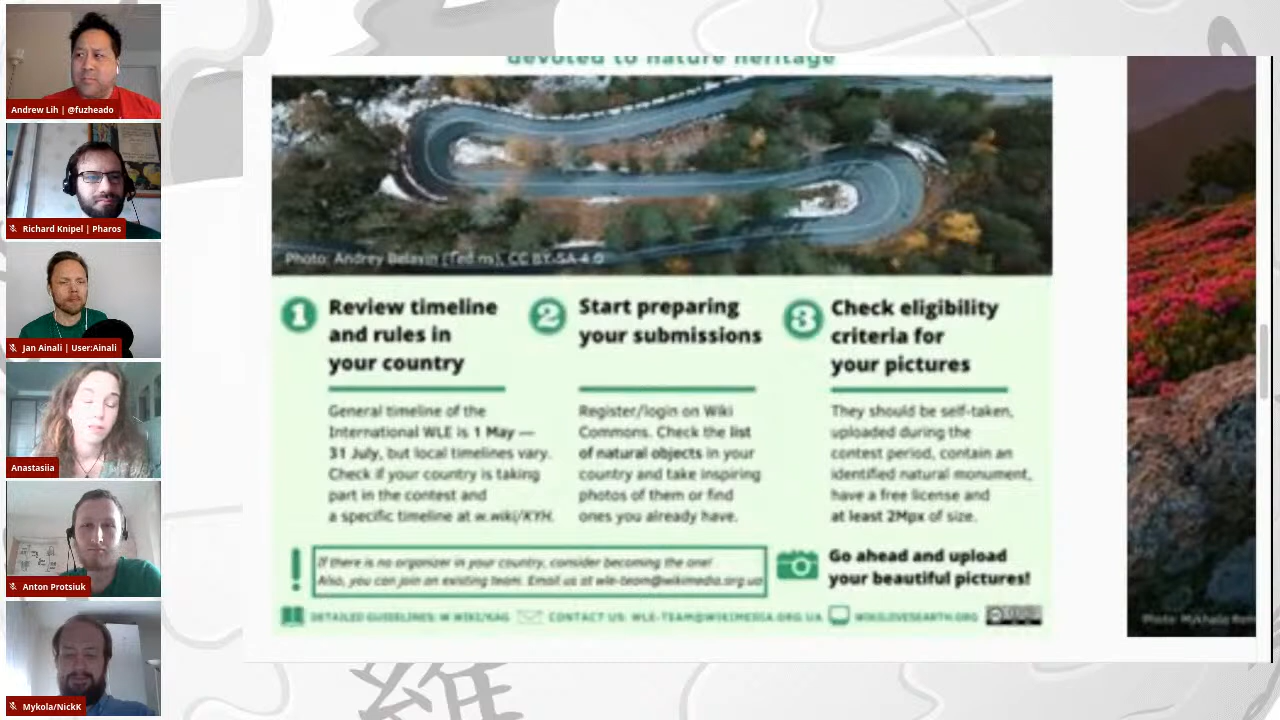 Andrew Lih | @fuzheado
Richard Knipel | Pharos
Jan Ainali | User:Ainali
Anastasiia
Anton Protsiuk
Mykola/NickK
devoted to nature heritage
Photo: Andrey Belavin (Ted.ns), CC BY-SA 4.0
1 Review timeline
and rules in
your country
General timeline of the
International WLE is 1 May —
31 July, but local timelines vary.
Check if your country is taking
part in the contest and
a specific timeline at w.wiki/KYH.
2 Start preparing
your submissions
Register/login on Wiki
Commons. Check the list
of natural objects in your
country and take inspiring
photos of them or find
ones you already have.
3 Check eligibility
criteria for
your pictures
They should be self-taken,
uploaded during the
contest period, contain an
identified natural monument,
have a free license and
at least 2Mpx of size.
! If there is no organizer in your country, consider becoming the one!
Also, you can join an existing team. Email us at wle-team@wikimedia.org.ua
Go ahead and upload
your beautiful pictures!
DETAILED GUIDELINES: W.WIKI/KAG
CONTACT US: WLE-TEAM@WIKIMEDIA.ORG.UA
WIKILOVESEARTH.ORG
Photo: Mykhailo
維